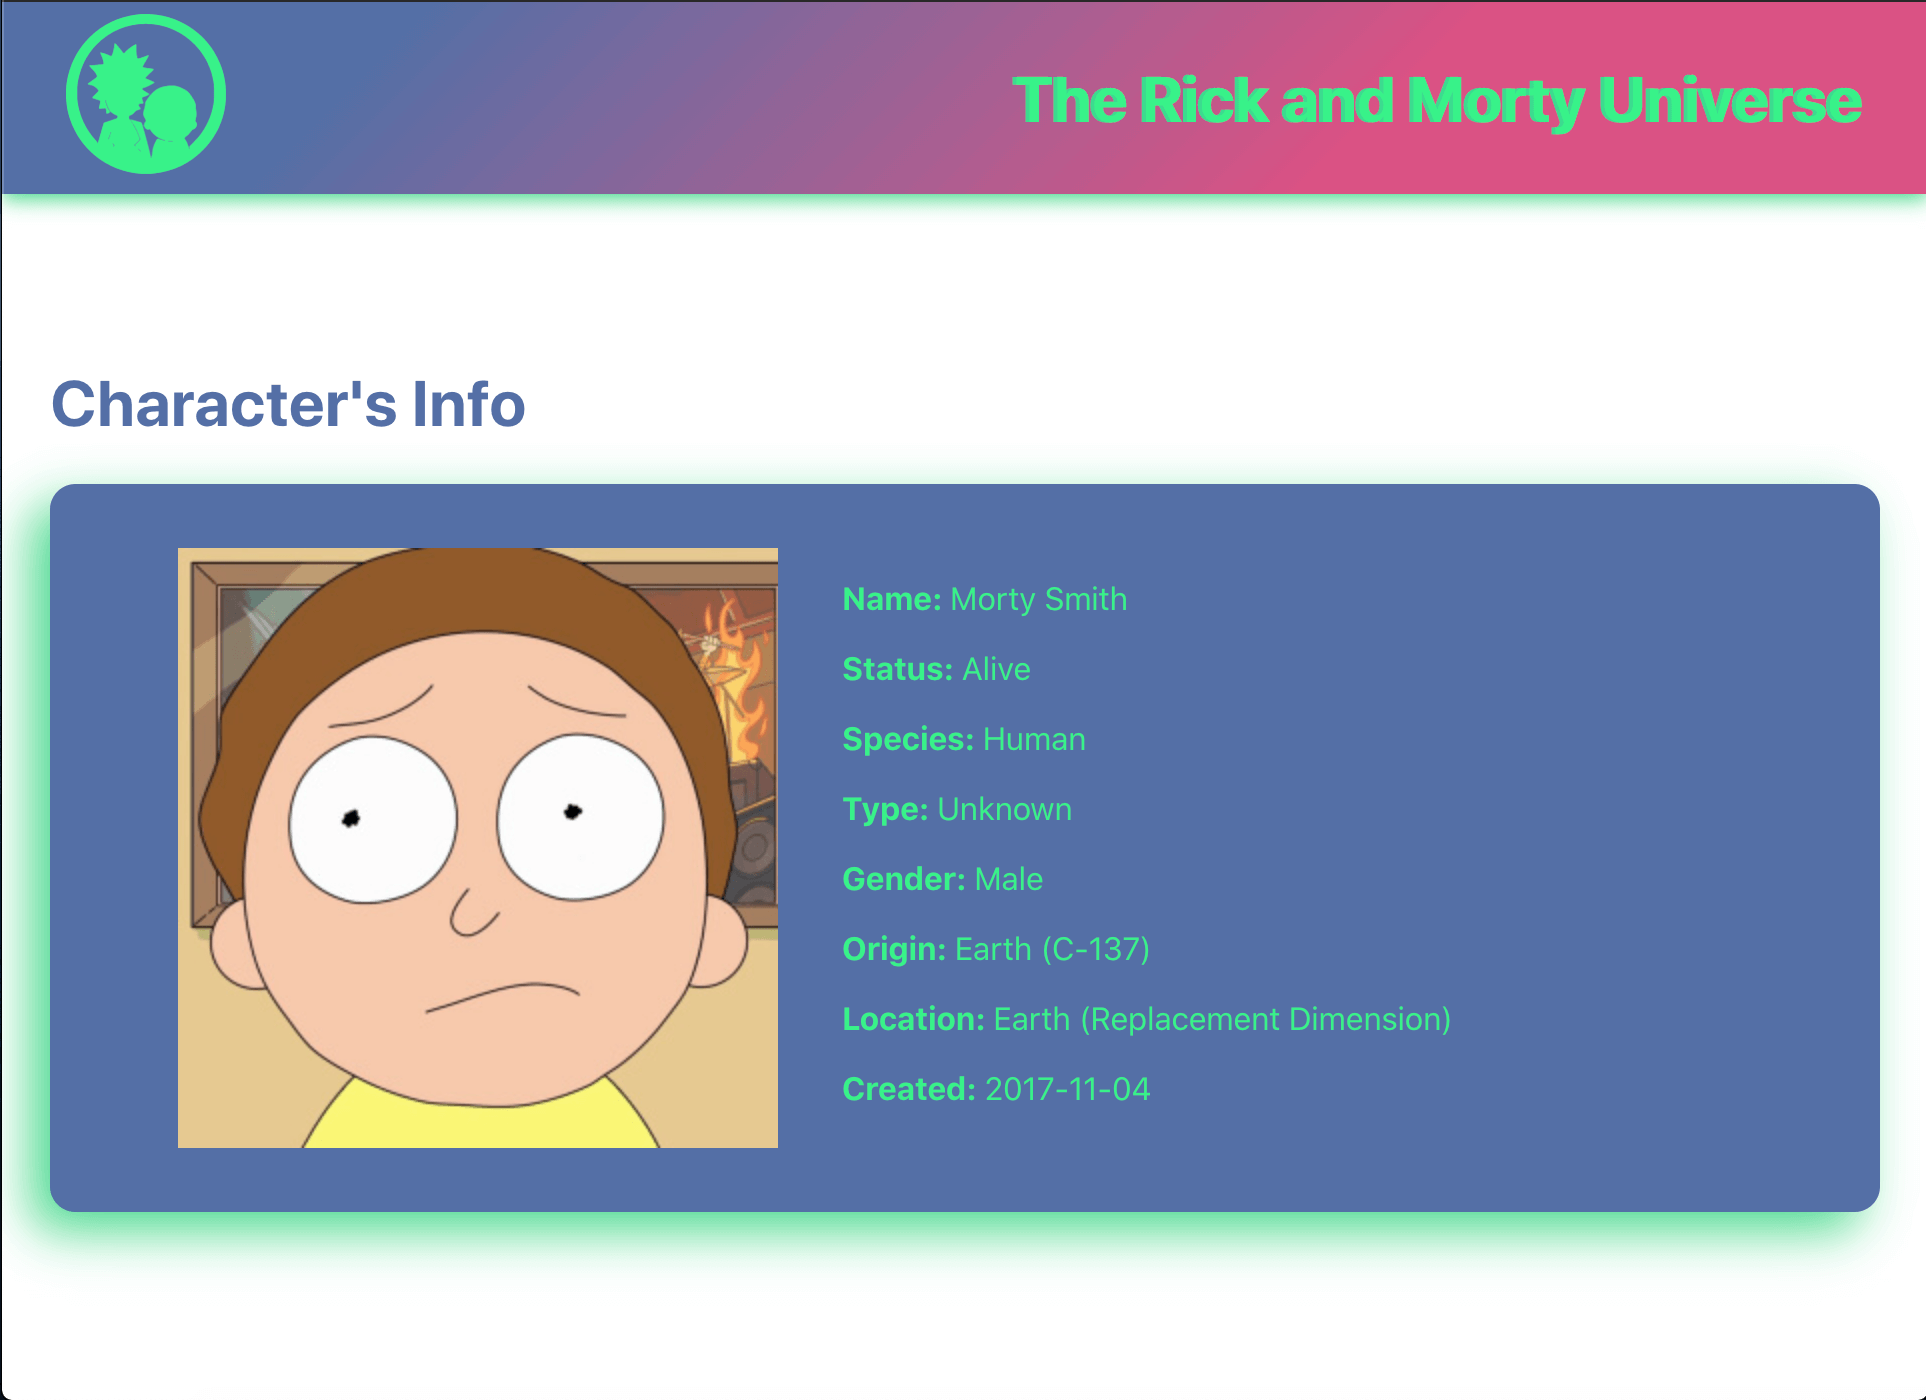 The Rick and Morty Universe
Character's Info
Name: Morty Smith
Status: Alive
Species: Human
Type: Unknown
Gender: Male
Origin: Earth (C-137)
Location: Earth (Replacement Dimension)
Created: 2017-11-04